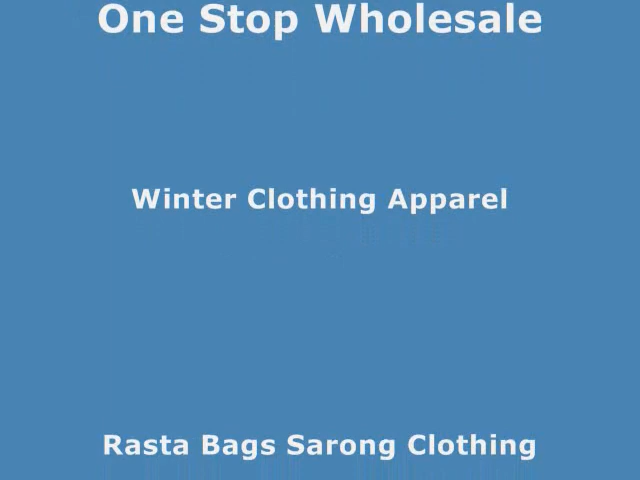 One Stop Wholesale
Winter Clothing Apparel
Rasta Bags Sarong Clothing